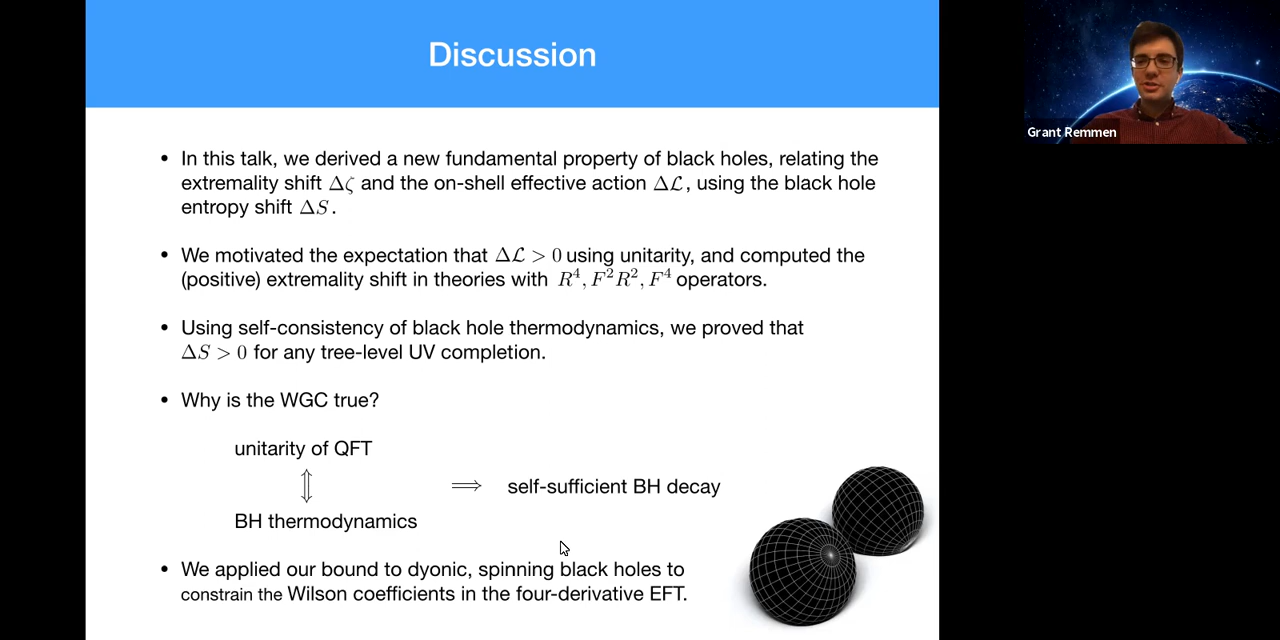 Discussion
• In this talk, we derived a new fundamental property of black holes, relating the
extremality shift Δζ and the on-shell effective action Δℒ, using the black hole
entropy shift ΔS.
• We motivated the expectation that Δℒ > 0 using unitarity, and computed the
(positive) extremality shift in theories with R⁴, F²R², F⁴ operators.
• Using self-consistency of black hole thermodynamics, we proved that
ΔS > 0 for any tree-level UV completion.
• Why is the WGC true?
unitarity of QFT
⇕
⟹ self-sufficient BH decay
BH thermodynamics
• We applied our bound to dyonic, spinning black holes to
constrain the Wilson coefficients in the four-derivative EFT.
Grant Remmen